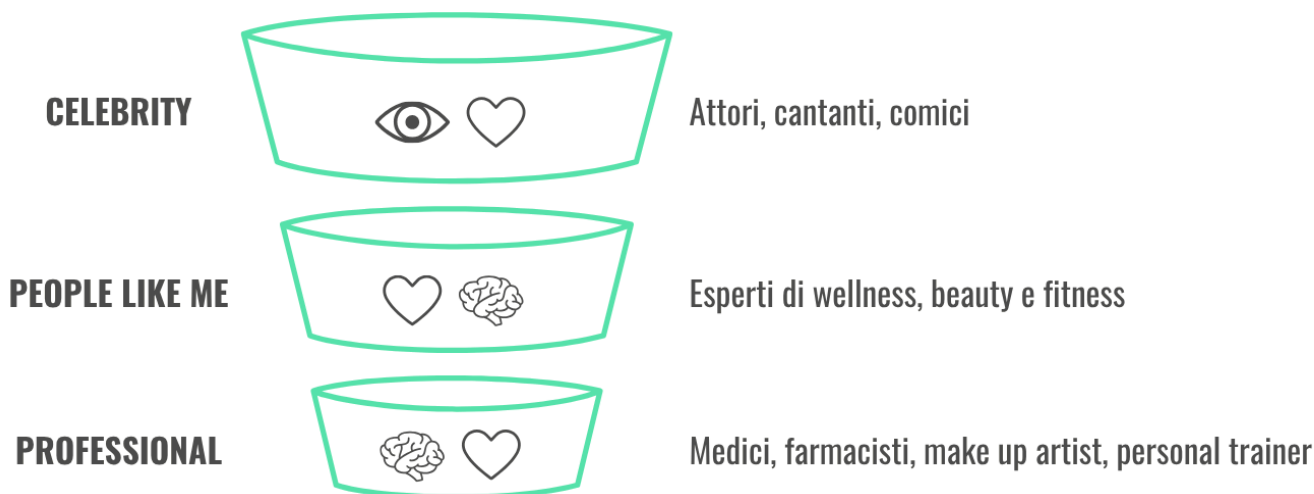 CELEBRITY
Attori, cantanti, comici
PEOPLE LIKE ME
Esperti di wellness, beauty e fitness
PROFESSIONAL
Medici, farmacisti, make up artist, personal trainer